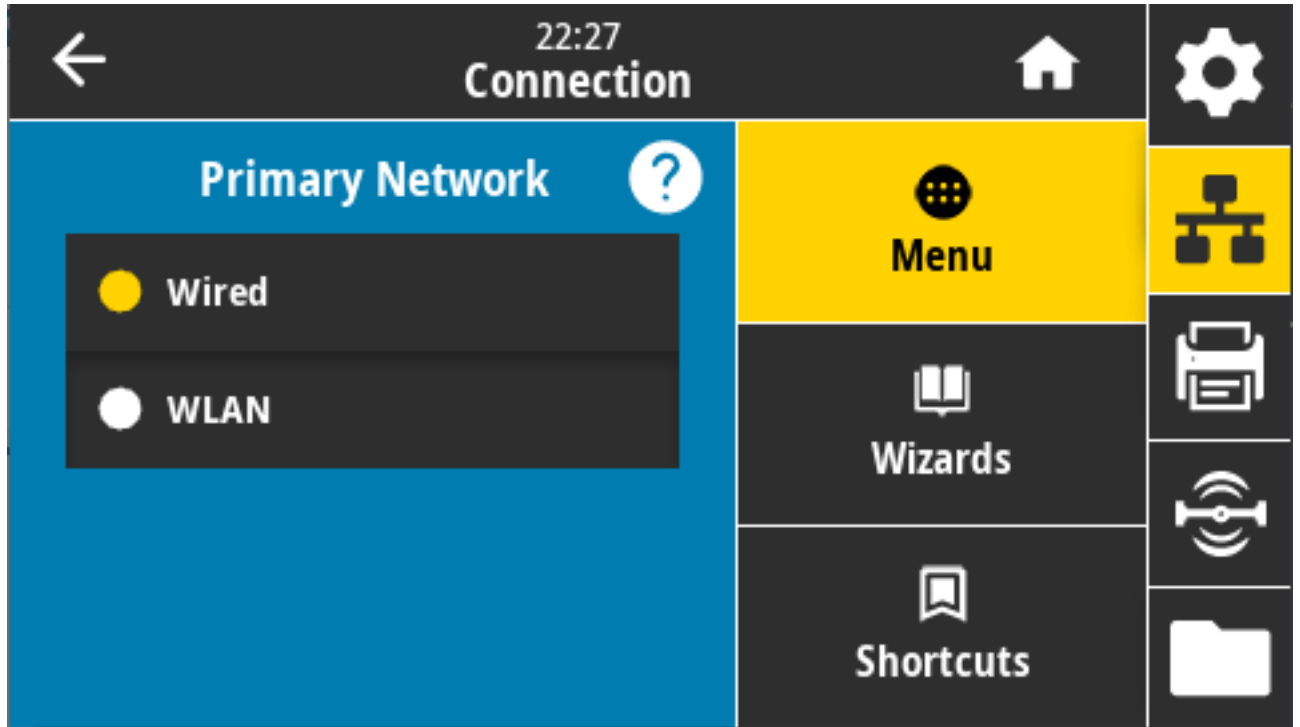 22:27
Connection
Primary Network
?
Wired
WLAN
Menu
Wizards
Shortcuts